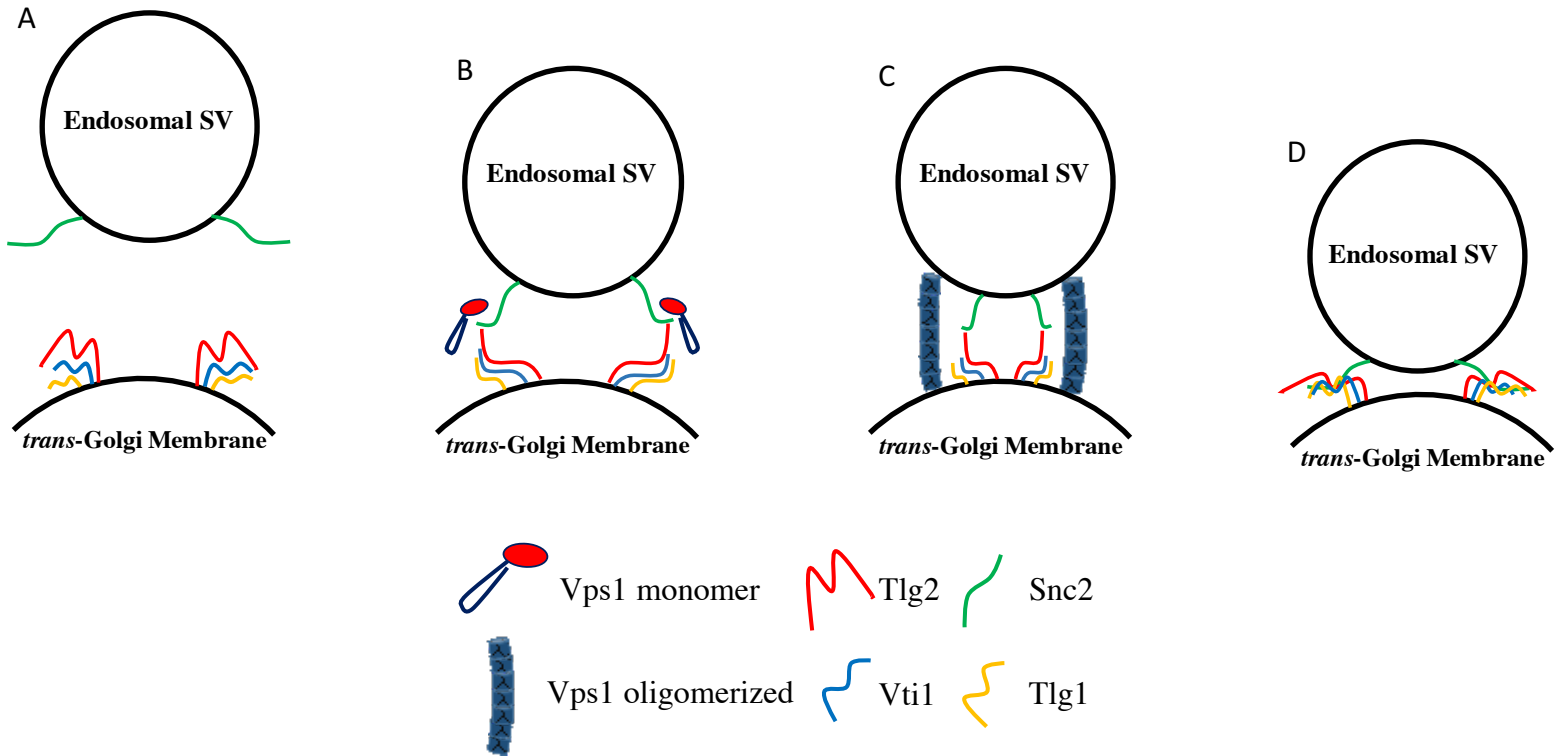 A
Endosomal SV
trans-Golgi Membrane
B
Endosomal SV
trans-Golgi Membrane
C
Endosomal SV
trans-Golgi Membrane
D
Endosomal SV
trans-Golgi Membrane
Vps1 monomer
Tlg2
Snc2
Vps1 oligomerized
Vti1
Tlg1